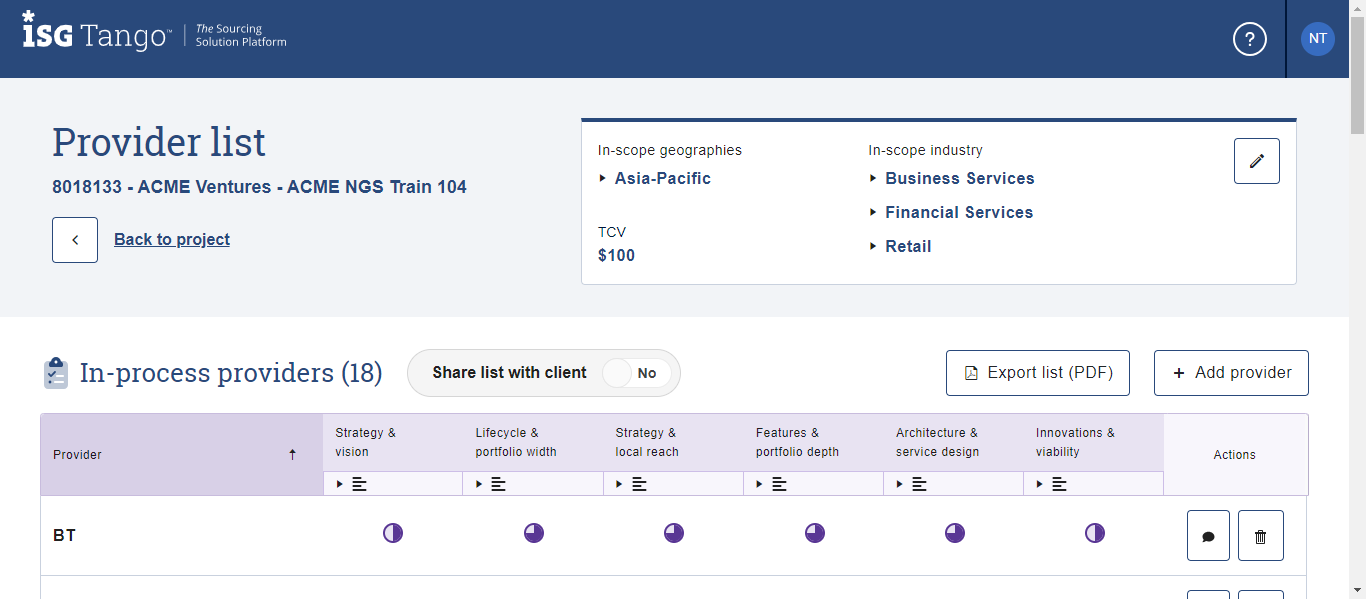 iSG Tango™
The Sourcing
Solution Platform
?
NT
Provider list
8018133 - ACME Ventures - ACME NGS Train 104
Back to project
In-scope geographies
Asia-Pacific
TCV
$100
In-scope industry
Business Services
Financial Services
Retail
In-process providers (18)
Share list with client
No
Export list (PDF)
+ Add provider
Provider
Strategy &
vision
Lifecycle &
portfolio width
Strategy &
local reach
Features &
portfolio depth
Architecture &
service design
Innovations &
viability
Actions
BT